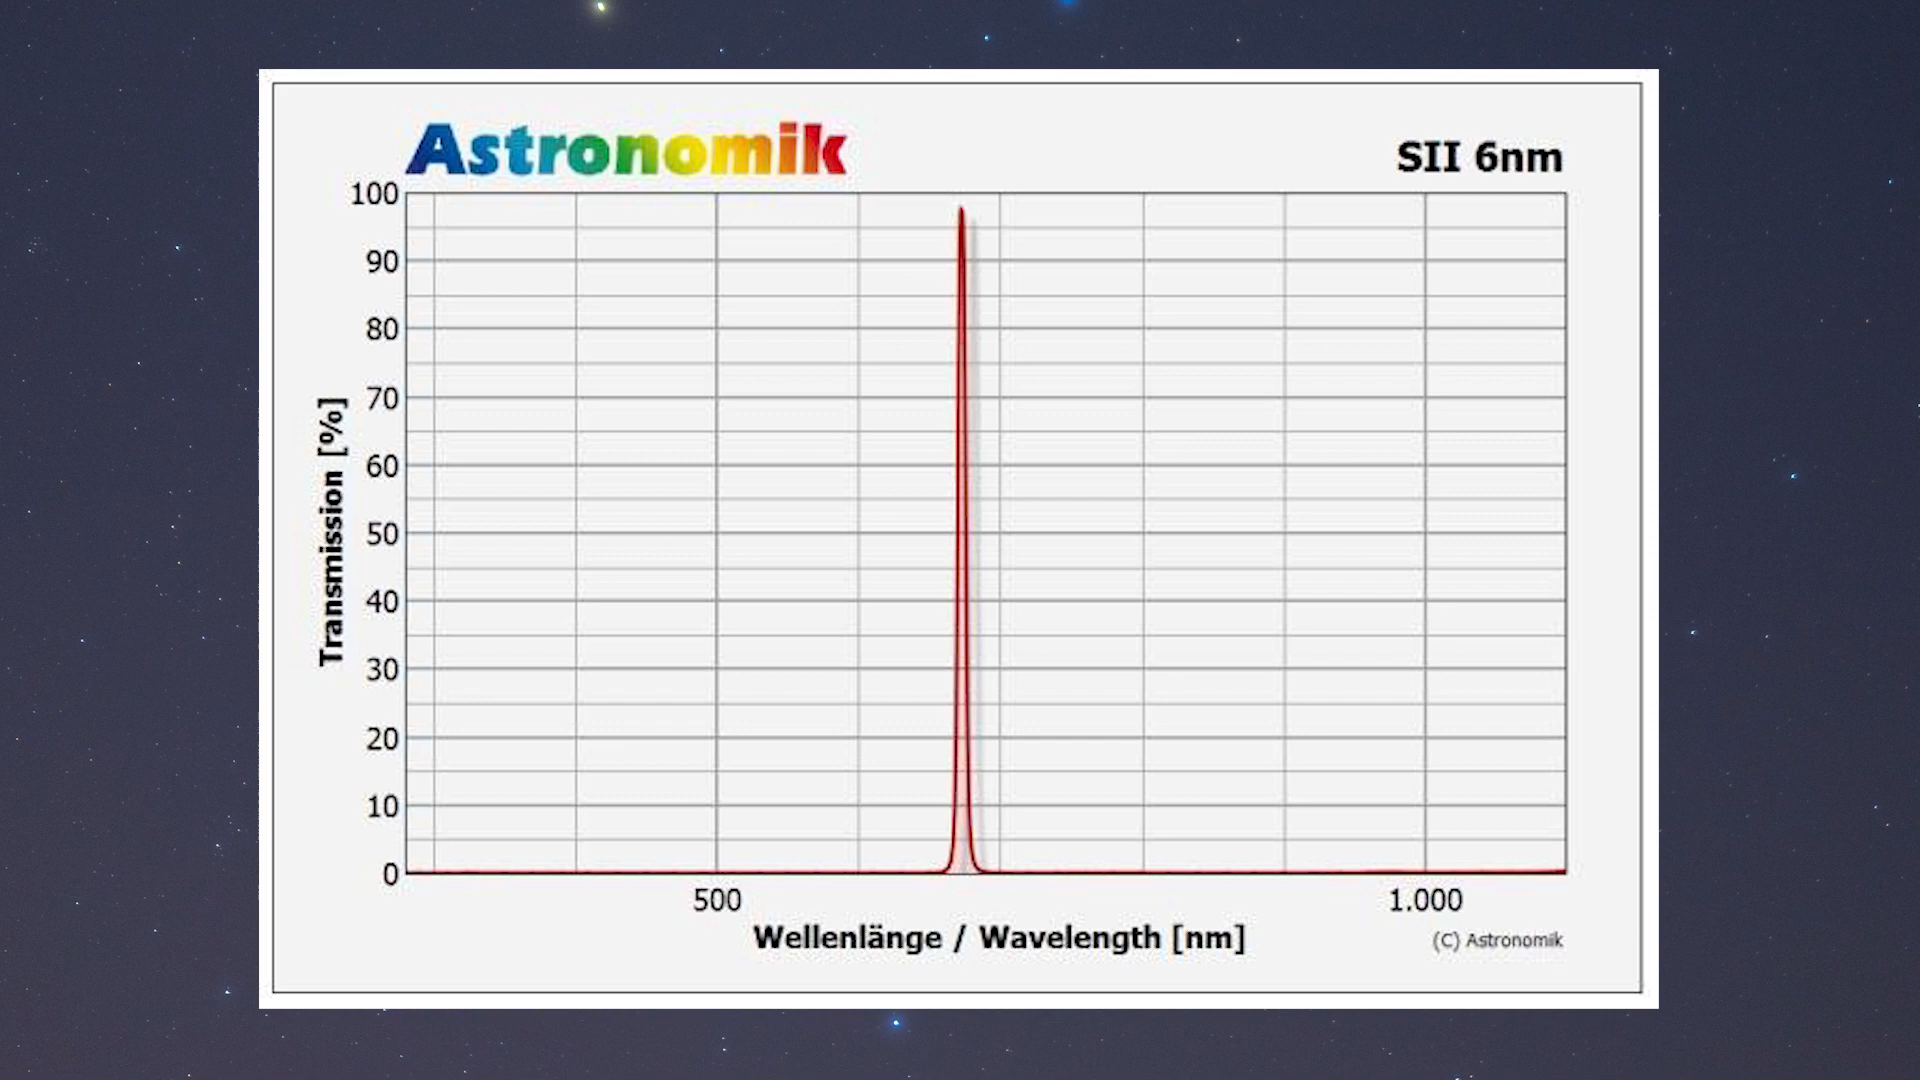 Astronomik
SII 6nm
100
90
80
70
60
50
40
30
20
10
0
Transmission [%]
500
1.000
Wellenlänge / Wavelength [nm]
(C) Astronomik